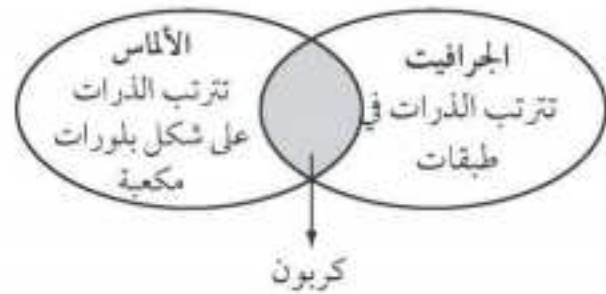 الجرافيت
تترتب الذرات في
طبقات
الألماس
تترتب الذرات
على شكل بلورات
مكعبة
كربون